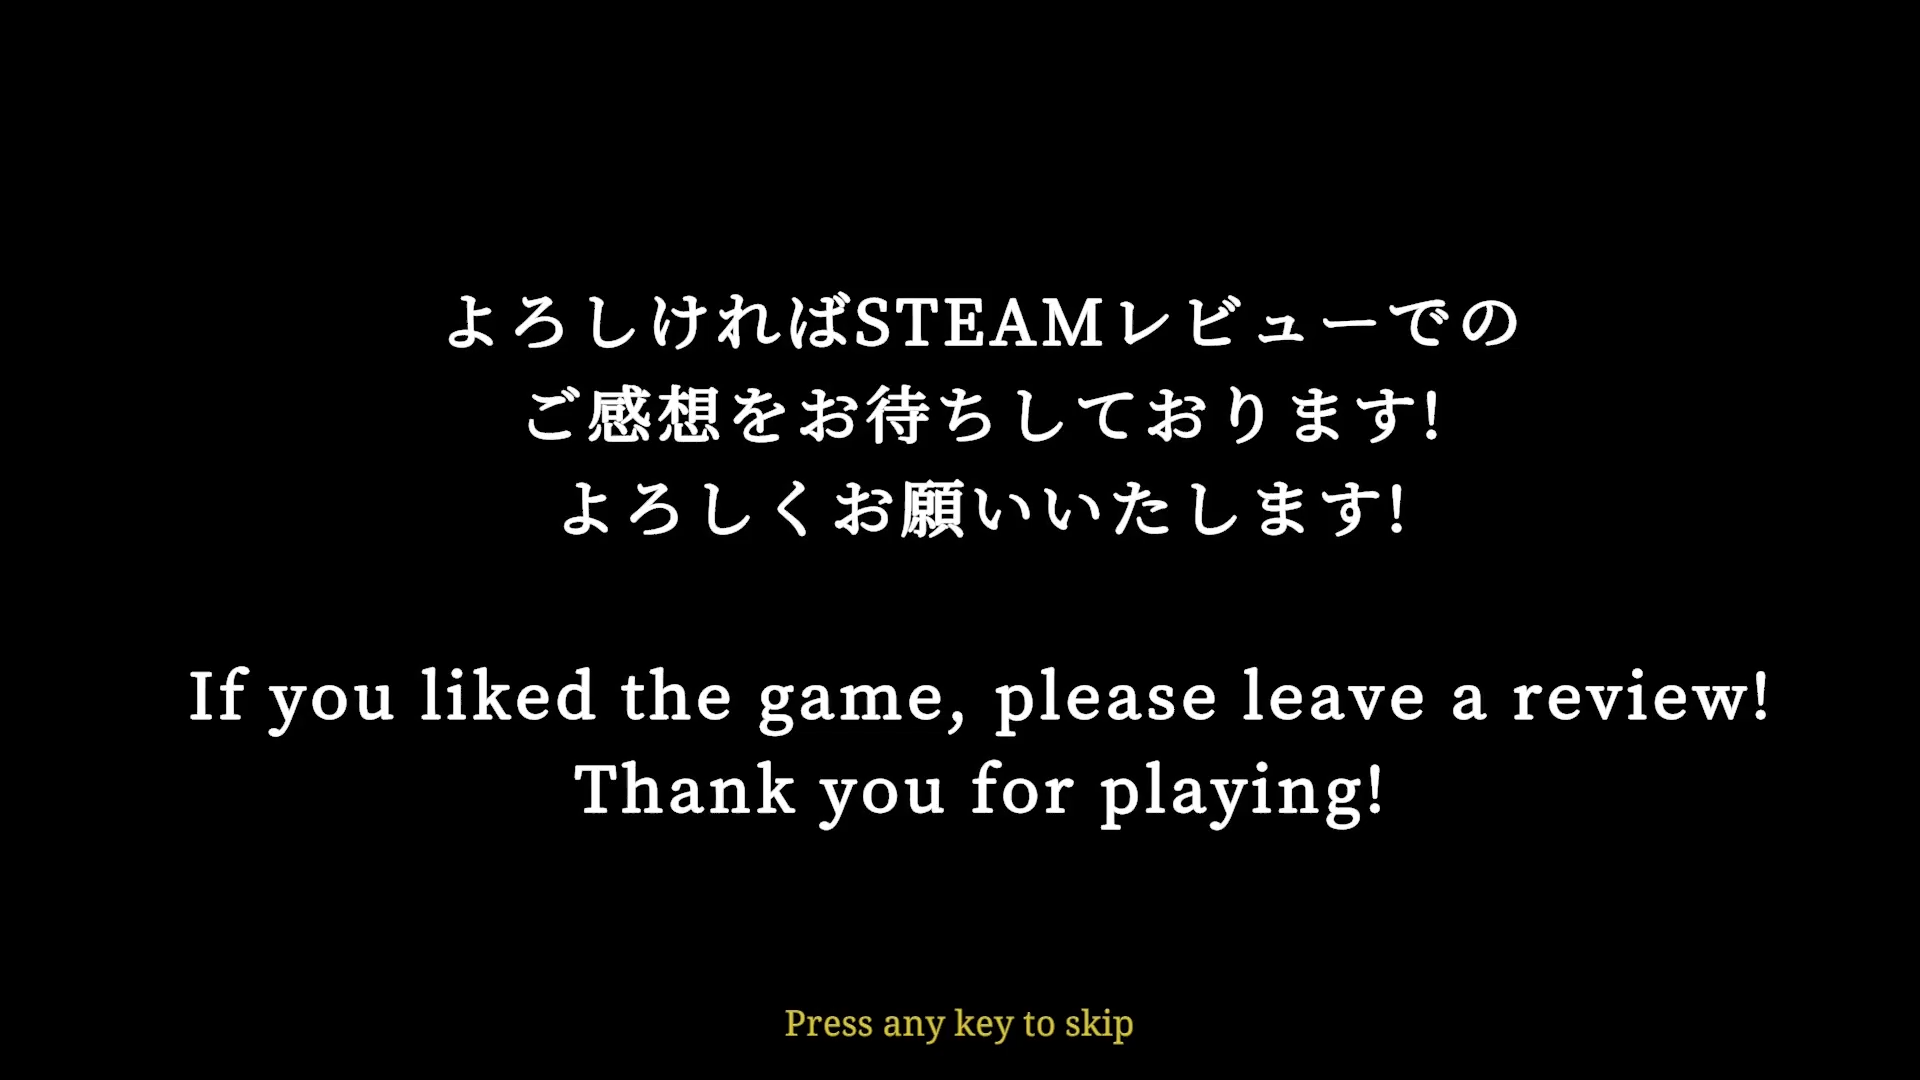 よろしければSTEAMレビューでの
ご感想をお待ちしております!
よろしくお願いいたします!
If you liked the game, please leave a review!
Thank you for playing!
Press any key to skip